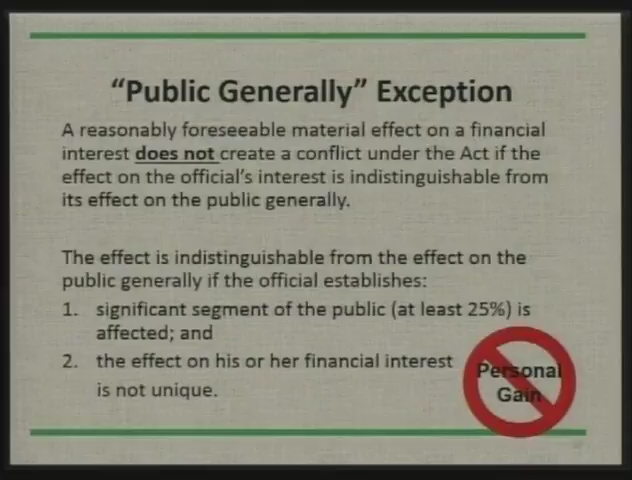 “Public Generally” Exception
A reasonably foreseeable material effect on a financial
interest does not create a conflict under the Act if the
effect on the official's interest is indistinguishable from
its effect on the public generally.
The effect is indistinguishable from the effect on the
public generally if the official establishes:
1. significant segment of the public (at least 25%) is
affected; and
2. the effect on his or her financial interest
is not unique.
Personal
Gain